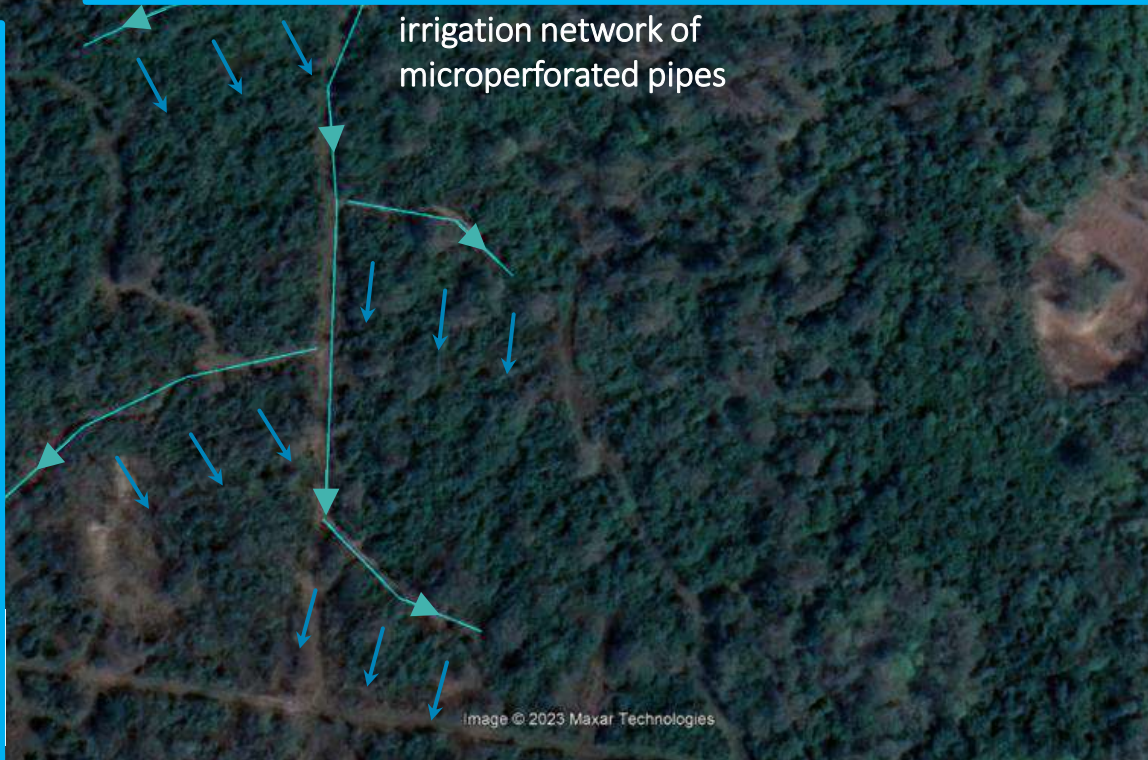 irrigation network of
microperforated pipes
Image © 2023 Maxar Technologies